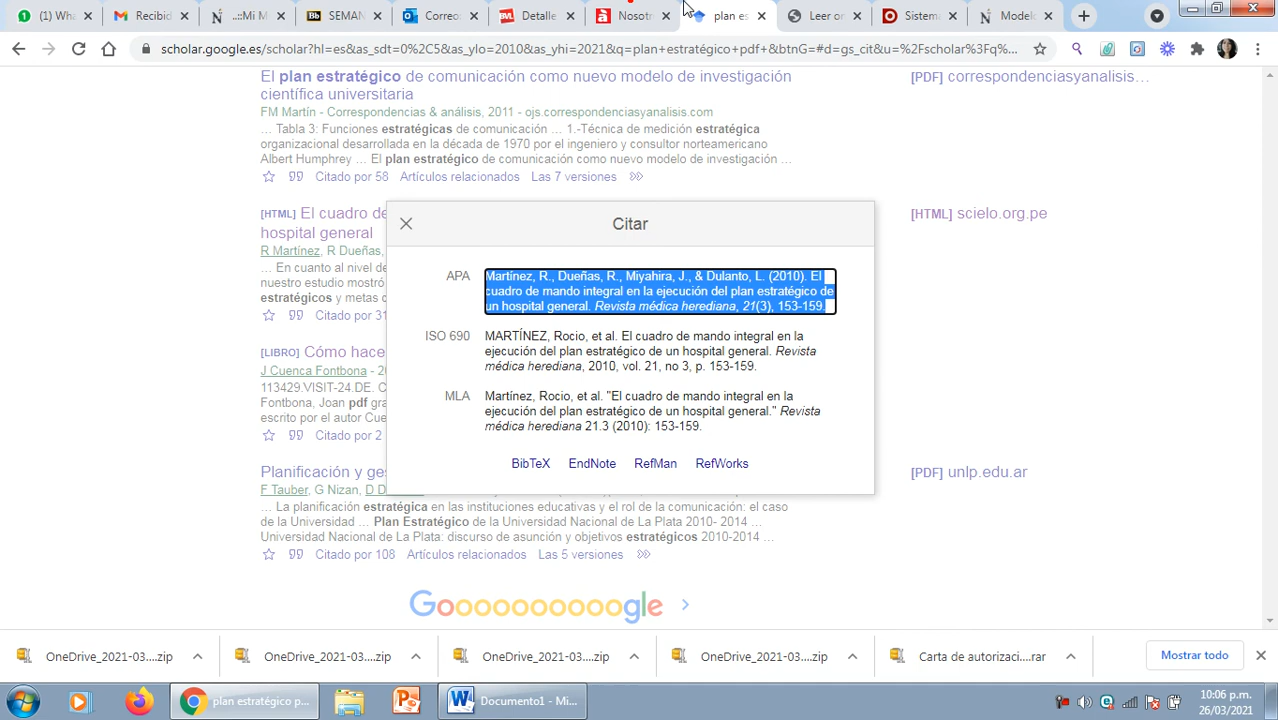 (1) Wha
Recibid
..::Mi M
SEMAN
Correo
Detalle
Nosotr
plan es
Leer on
Sistema
Modelo
scholar.google.es/scholar?hl=es&as_sdt=0%2C5&as_ylo=2010&as_yhi=2021&q=plan+estratégico+pdf+&btnG=#d=gs_cit&u=%2Fscholar%3Fq%...
El plan estratégico de comunicación como nuevo modelo de investigación
científica universitaria
[PDF] correspondenciasyanalisis...
FM Martín - Correspondencias & análisis, 2011 - ojs.correspondenciasyanalisis.com
... Tabla 3: Funciones estratégicas de comunicación ... 1.-Técnica de medición estratégica
organizacional desarrollada en la década de 1970 por el ingeniero y consultor norteamericano
Albert Humphrey ... El plan estratégico de comunicación como nuevo modelo de investigación ...
Citado por 58 Artículos relacionados Las 7 versiones
[HTML] El cuadro de
hospital general
[HTML] scielo.org.pe
R Martínez, R Dueñas,
... En cuanto al nivel de
nuestro estudio mostró
estratégicos y metas c
Citado por 31
[LIBRO] Cómo hace
J Cuenca Fontbona - 2
113429.VISIT-24.DE. C
Fontbona, Joan pdf gra
escrito por el autor Cue
Citado por 2
Citar
APA
Martínez, R., Dueñas, R., Miyahira, J., & Dulanto, L. (2010). El
cuadro de mando integral en la ejecución del plan estratégico de
un hospital general. Revista médica herediana, 21(3), 153-159.
ISO 690
MARTÍNEZ, Rocio, et al. El cuadro de mando integral en la
ejecución del plan estratégico de un hospital general. Revista
médica herediana, 2010, vol. 21, no 3, p. 153-159.
MLA
Martínez, Rocio, et al. "El cuadro de mando integral en la
ejecución del plan estratégico de un hospital general." Revista
médica herediana 21.3 (2010): 153-159.
BibTeX EndNote RefMan RefWorks
Planificación y ges
[PDF] unlp.edu.ar
F Tauber, G Nizan, D D
... La planificación estratégica en las instituciones educativas y el rol de la comunicación: el caso
de la Universidad ... Plan Estratégico de la Universidad Nacional de La Plata 2010- 2014 ...
Universidad Nacional de La Plata: discurso de asunción y objetivos estratégicos 2010-2014 ...
Citado por 108 Artículos relacionados Las 5 versiones
Goooooooooogle
OneDrive_2021-03....zip
OneDrive_2021-03....zip
OneDrive_2021-03....zip
OneDrive_2021-03....zip
Carta de autorizaci....rar
Mostrar todo
plan estratégico p...
Documento1 - Mi...
10:06 p.m.
26/03/2021